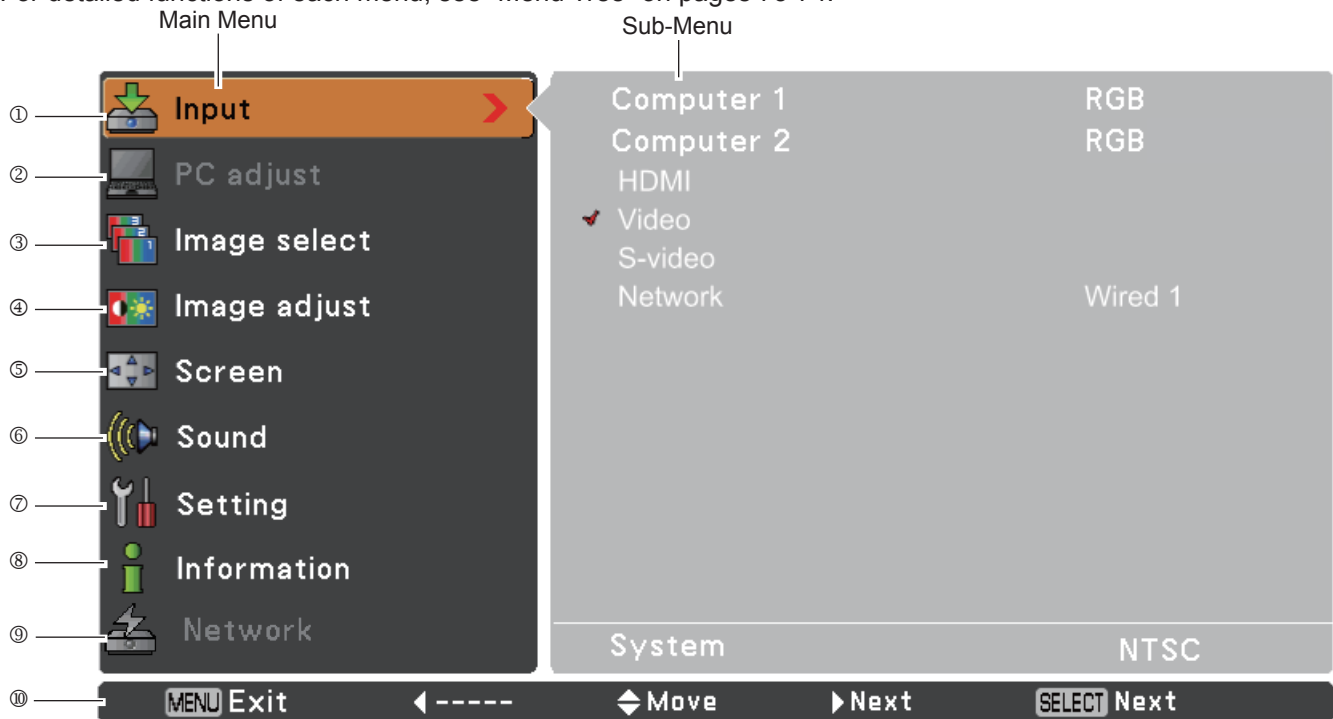 Main Menu
Sub-Menu
① Input
② PC adjust
③ Image select
④ Image adjust
⑤ Screen
⑥ Sound
⑦ Setting
⑧ Information
⑨ Network
Computer 1 RGB
Computer 2 RGB
HDMI
Video
S-video
Network Wired 1
System NTSC
⑩ MENU Exit ◀ ----- Move ▶ Next SELECT Next